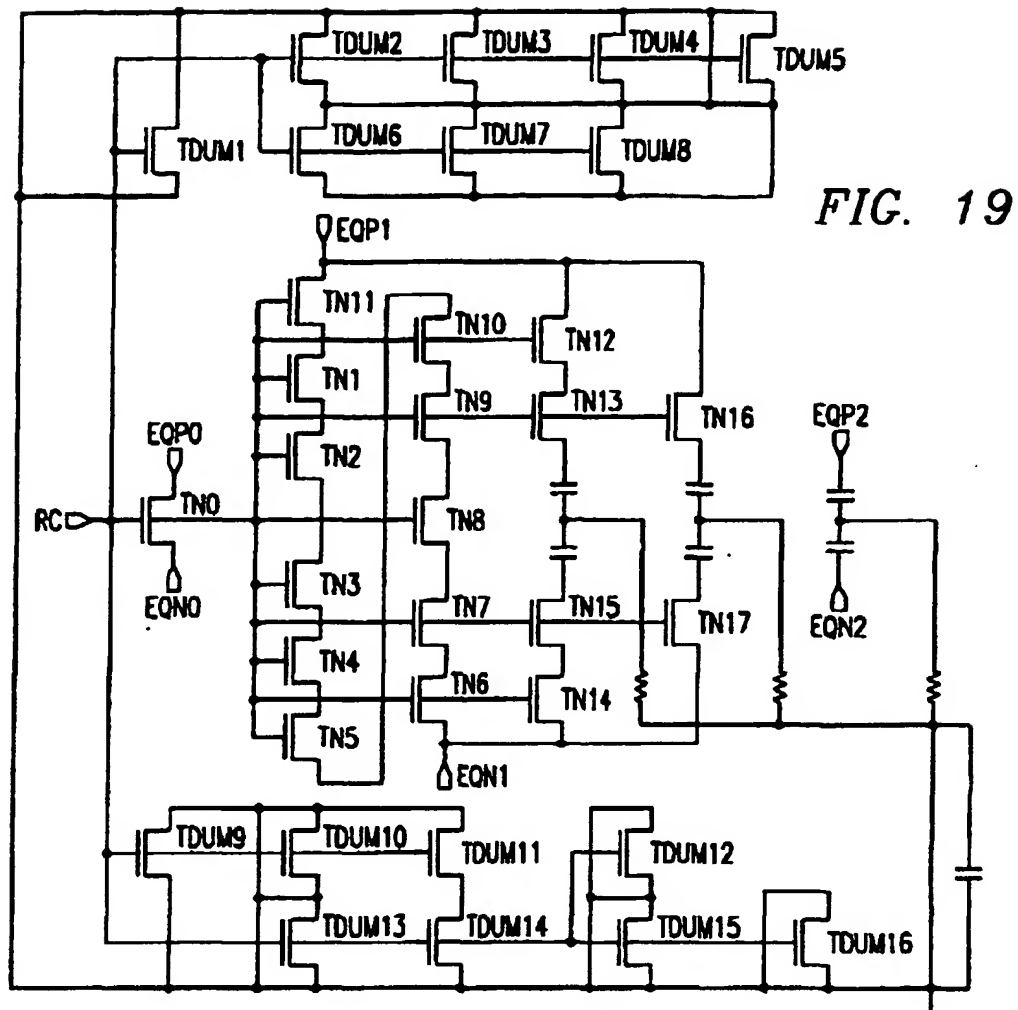 TDUM2 TDUM3 TDUM4 TDUM5
TDUM1 TDUM6 TDUM7 TDUM8
FIG. 19
EQP1
TN11
TN10 TN12
TN1
TN9 TN13 TN16
EQP0 EQP2
TN2
RC TN0 TN8
TN3
EQN0 TN7 TN15 TN17 EQN2
TN4
TN6 TN14
TN5
EQN1
TDUM9 TDUM10 TDUM11 TDUM12
TDUM13 TDUM14 TDUM15 TDUM16